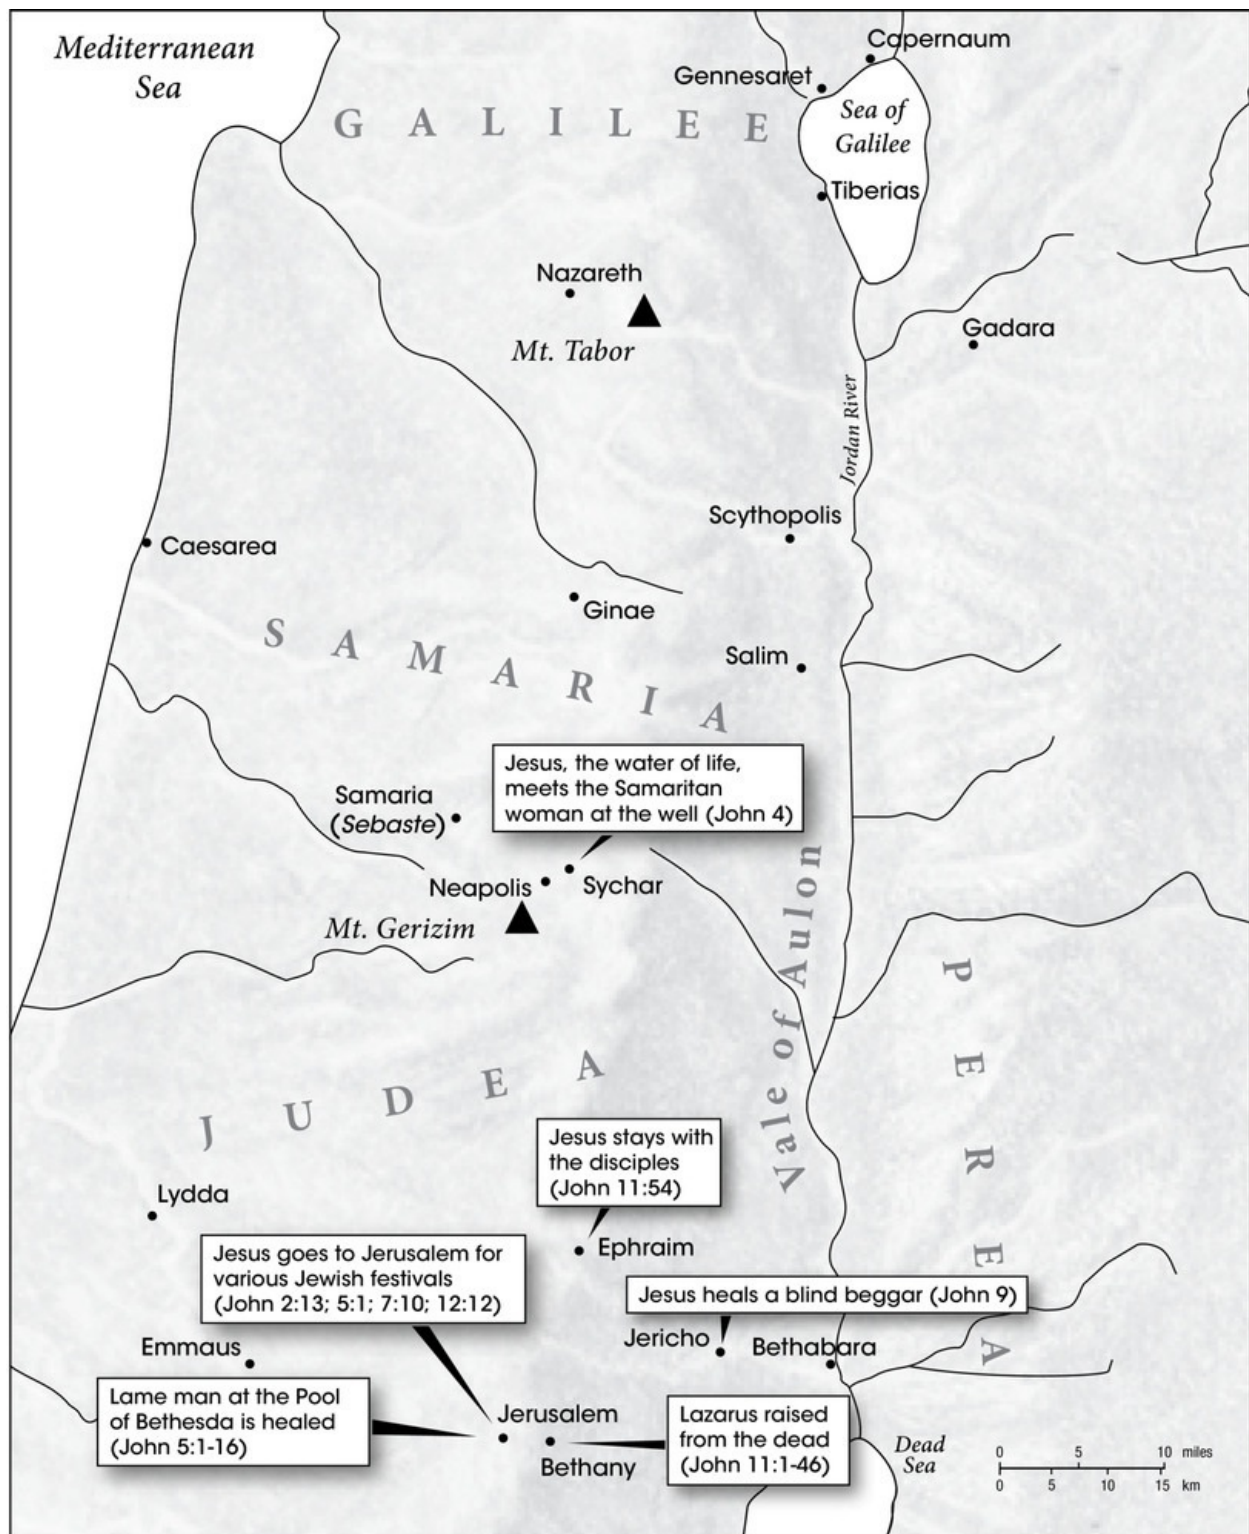 Mediterranean
Sea
Capernaum
Gennesaret
Sea of
Galilee
GALILEE
Tiberias
Nazareth
Mt. Tabor
Gadara
Jordan River
Scythopolis
Caesarea
Ginae
SAMARIA
Salim
Jesus, the water of life,
meets the Samaritan
woman at the well (John 4)
Samaria
(Sebaste)
Neapolis
Sychar
Mt. Gerizim
Vale of Aulon
PEREA
JUDEA
Jesus stays with
the disciples
(John 11:54)
Lydda
Ephraim
Jesus goes to Jerusalem for
various Jewish festivals
(John 2:13; 5:1; 7:10; 12:12)
Jesus heals a blind beggar (John 9)
Jericho
Bethabara
Emmaus
Lame man at the Pool
of Bethesda is healed
(John 5:1-16)
Jerusalem
Bethany
Lazarus raised
from the dead
(John 11:1-46)
Dead
Sea
0 5 10 miles
0 5 10 15 km